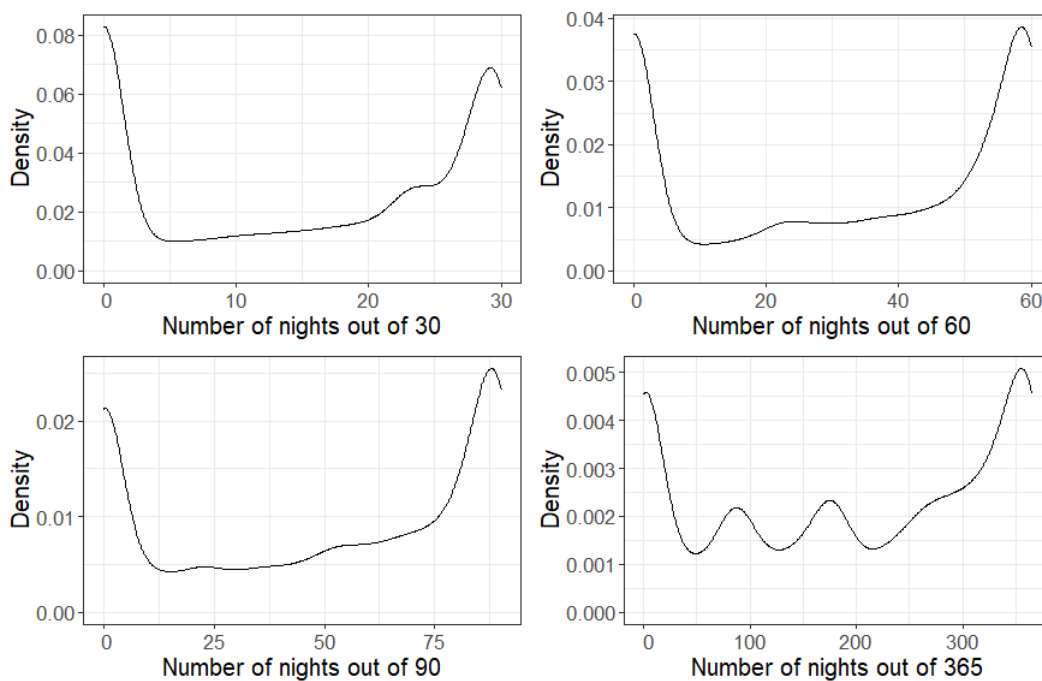 0.08
0.06
0.04
0.02
0.00
Density
0 10 20 30
Number of nights out of 30
0.04
0.03
0.02
0.01
0.00
Density
0 20 40 60
Number of nights out of 60
0.02
0.01
0.00
Density
0 25 50 75
Number of nights out of 90
0.005
0.004
0.003
0.002
0.001
0.000
Density
0 100 200 300
Number of nights out of 365